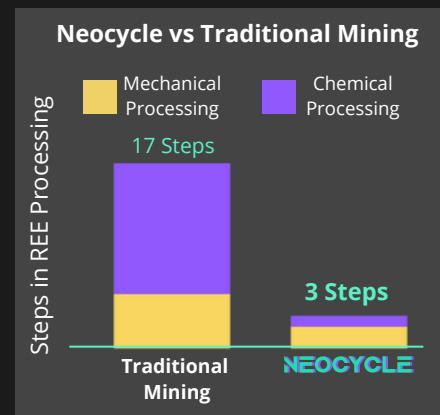 Neocycle vs Traditional Mining
Mechanical
Processing
Chemical
Processing
Steps in REE Processing
17 Steps
3 Steps
Traditional
Mining
NEOCYCLE